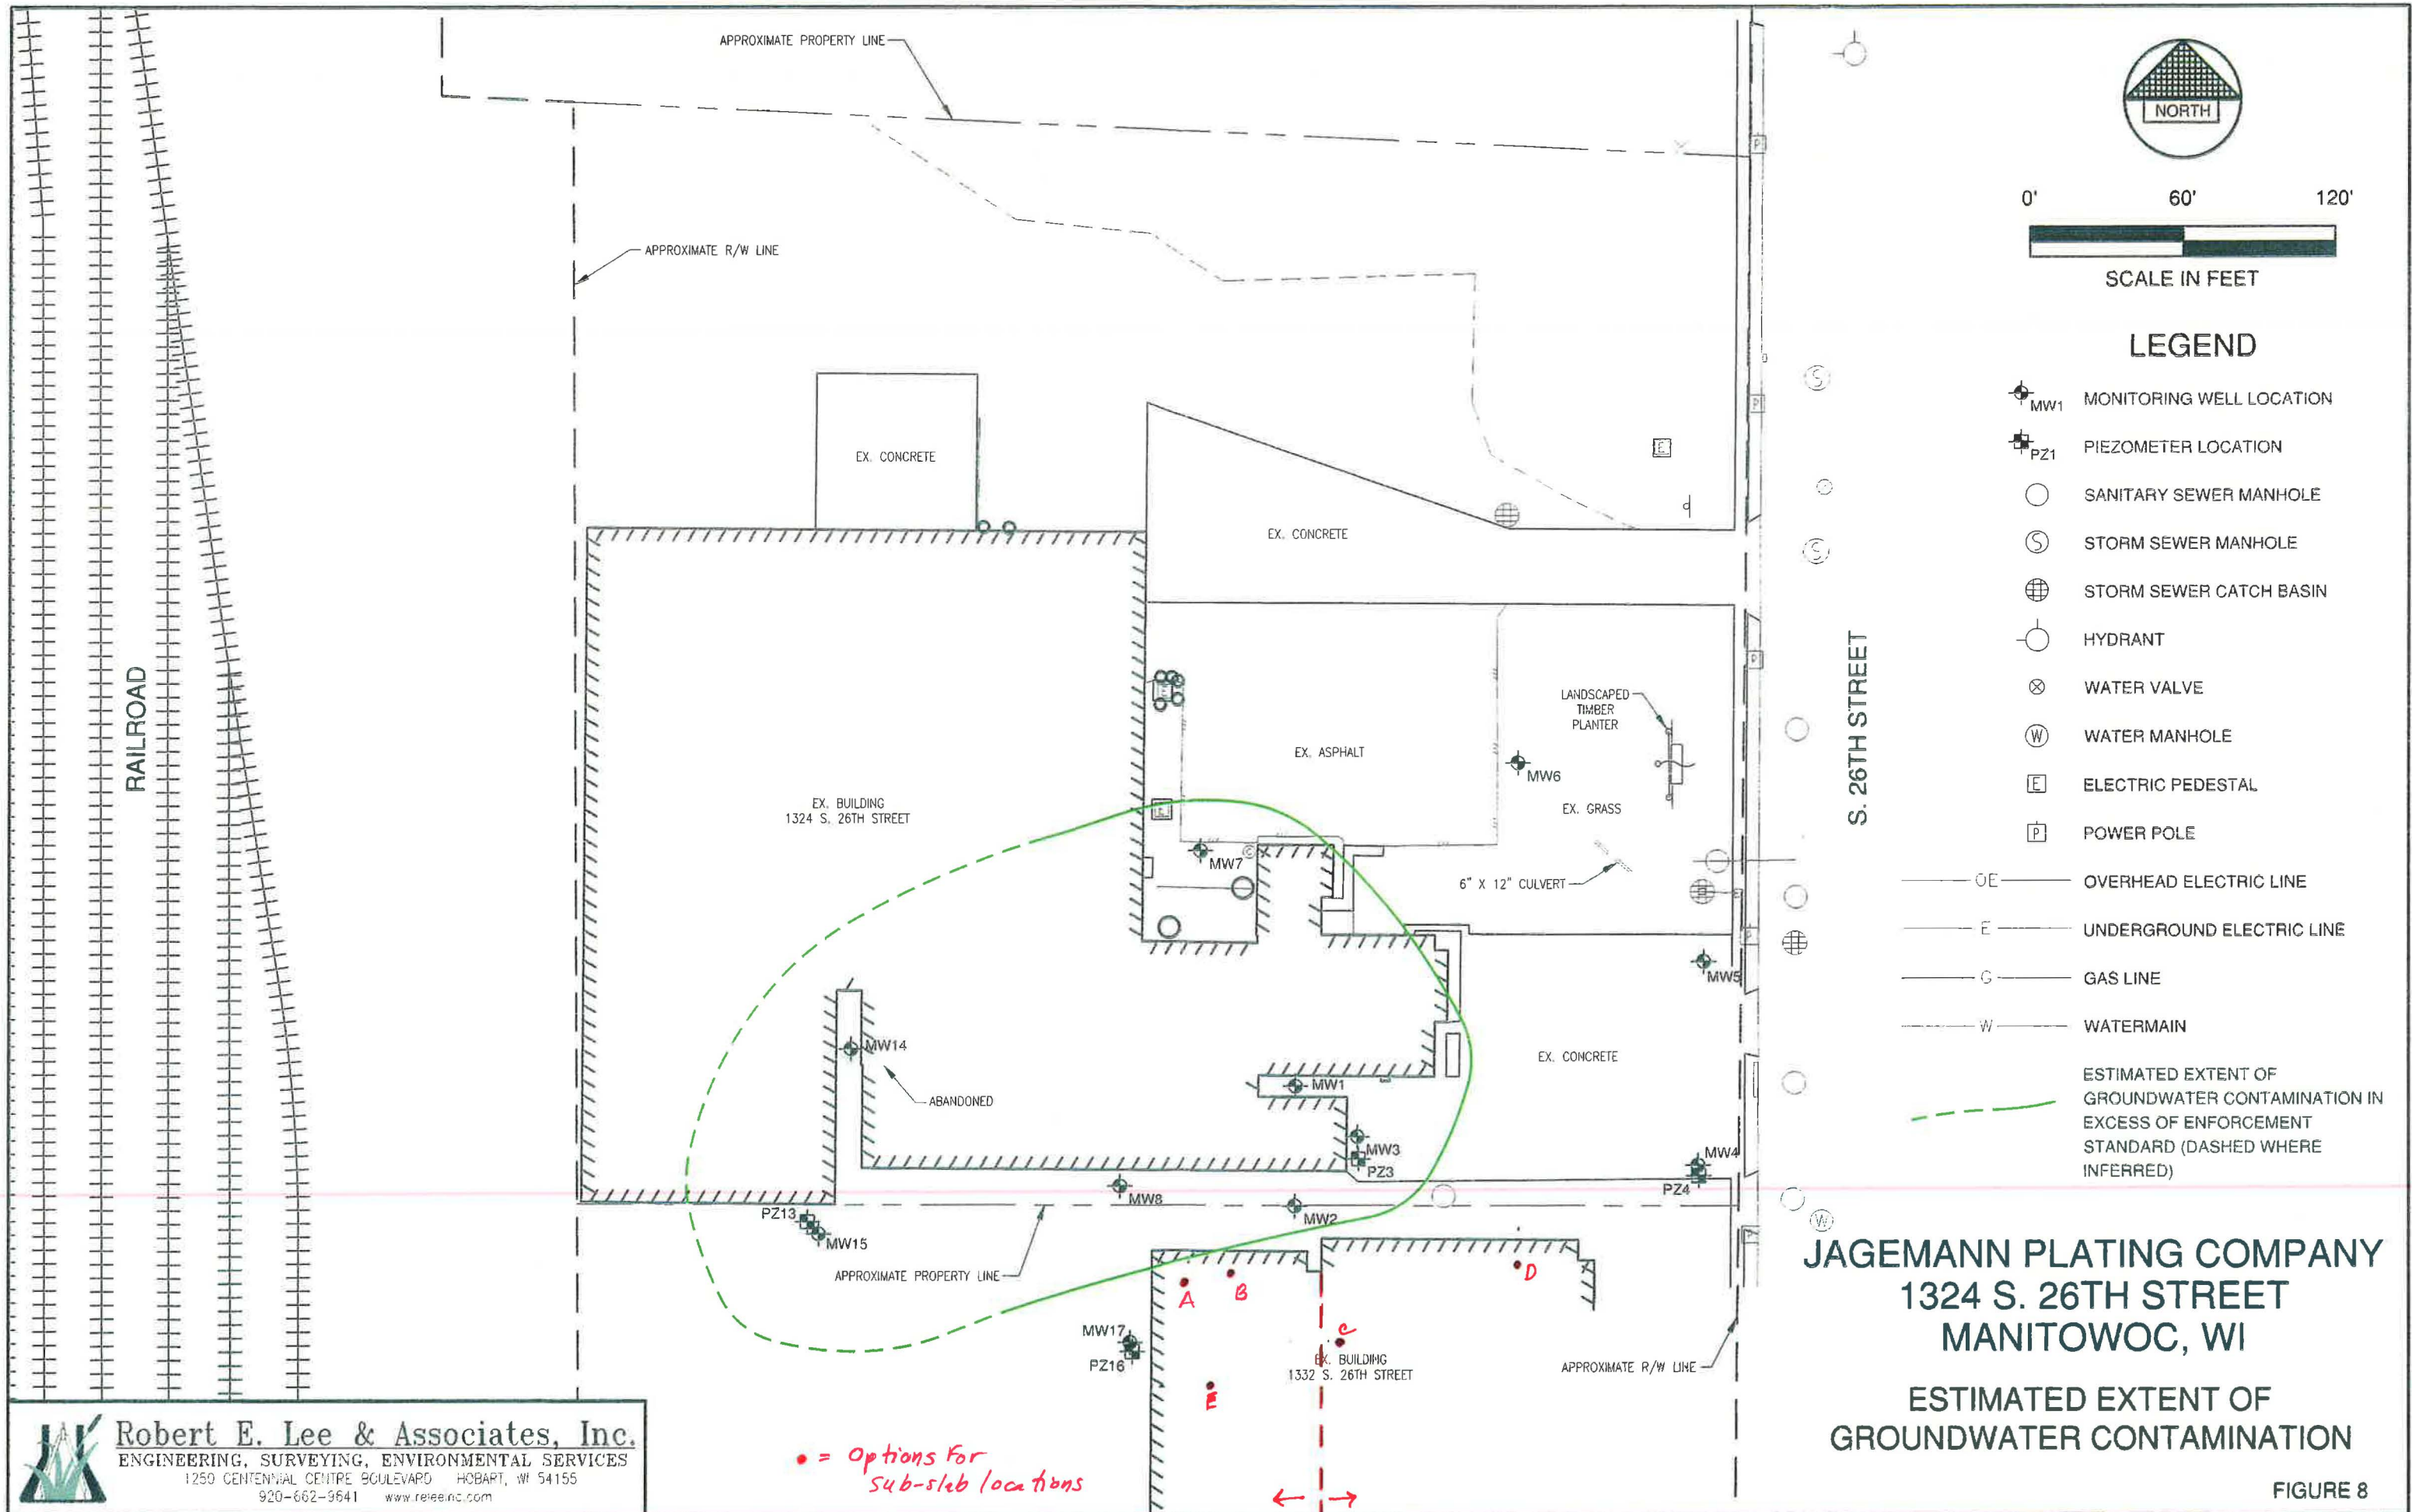 APPROXIMATE PROPERTY LINE
NORTH
0' 60' 120'
SCALE IN FEET
APPROXIMATE R/W LINE
LEGEND
MW1 MONITORING WELL LOCATION
PZ1 PIEZOMETER LOCATION
SANITARY SEWER MANHOLE
S STORM SEWER MANHOLE
STORM SEWER CATCH BASIN
HYDRANT
WATER VALVE
W WATER MANHOLE
E ELECTRIC PEDESTAL
P POWER POLE
OE OVERHEAD ELECTRIC LINE
E UNDERGROUND ELECTRIC LINE
G GAS LINE
W WATERMAIN
ESTIMATED EXTENT OF
GROUNDWATER CONTAMINATION IN
EXCESS OF ENFORCEMENT
STANDARD (DASHED WHERE
INFERRED)
P
S
P
E
EX. CONCRETE
EX. CONCRETE
S
P
RAILROAD
S. 26TH STREET
LANDSCAPED
TIMBER
PLANTER
EX. ASPHALT
MW6
EX. BUILDING
1324 S. 26TH STREET
E
EX. GRASS
MW7
6" X 12" CULVERT
P
MW5
MW14
EX. CONCRETE
MW1
ABANDONED
MW3
PZ3
MW4
PZ4
MW8
MW2
W
P
PZ13
MW15
APPROXIMATE PROPERTY LINE
A
B
D
C
MW17
PZ16
EX. BUILDING
1332 S. 26TH STREET
APPROXIMATE R/W LINE
E
JAGEMANN PLATING COMPANY
1324 S. 26TH STREET
MANITOWOC, WI
ESTIMATED EXTENT OF
GROUNDWATER CONTAMINATION
FIGURE 8
Robert E. Lee & Associates, Inc.
ENGINEERING, SURVEYING, ENVIRONMENTAL SERVICES
1250 CENTENNIAL CENTRE BOULEVARD HOBART, WI 54155
920-662-9641 www.releeinc.com
= Options For
sub-slab locations